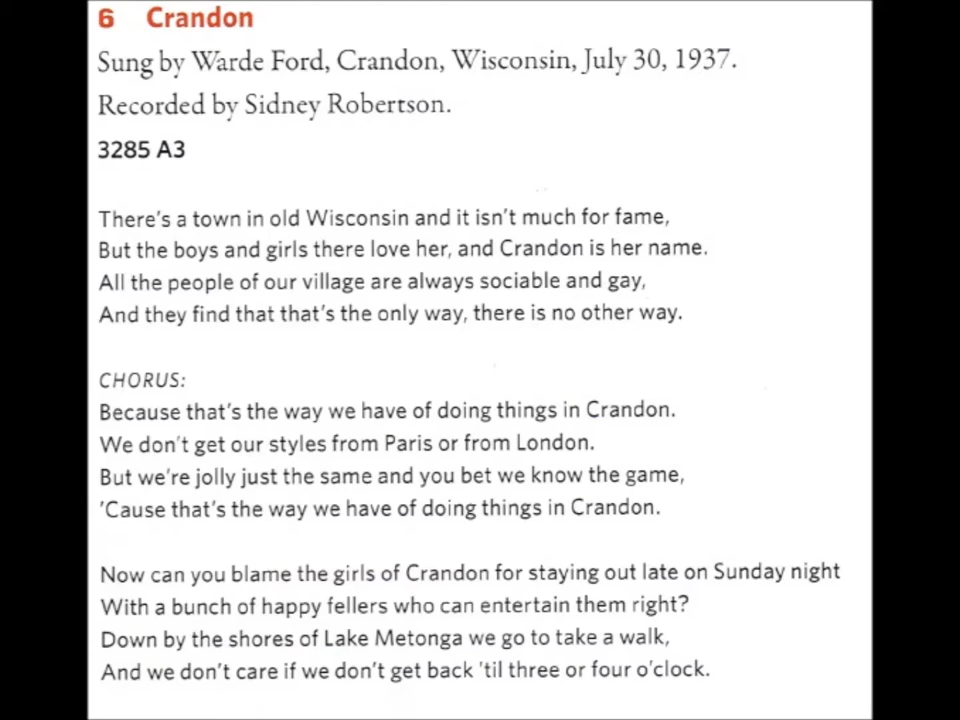 6 Crandon
Sung by Warde Ford, Crandon, Wisconsin, July 30, 1937.
Recorded by Sidney Robertson.
3285 A3
There's a town in old Wisconsin and it isn't much for fame,
But the boys and girls there love her, and Crandon is her name.
All the people of our village are always sociable and gay,
And they find that that's the only way, there is no other way.
CHORUS:
Because that's the way we have of doing things in Crandon.
We don't get our styles from Paris or from London.
But we're jolly just the same and you bet we know the game,
'Cause that's the way we have of doing things in Crandon.
Now can you blame the girls of Crandon for staying out late on Sunday night
With a bunch of happy fellers who can entertain them right?
Down by the shores of Lake Metonga we go to take a walk,
And we don't care if we don't get back 'til three or four o'clock.